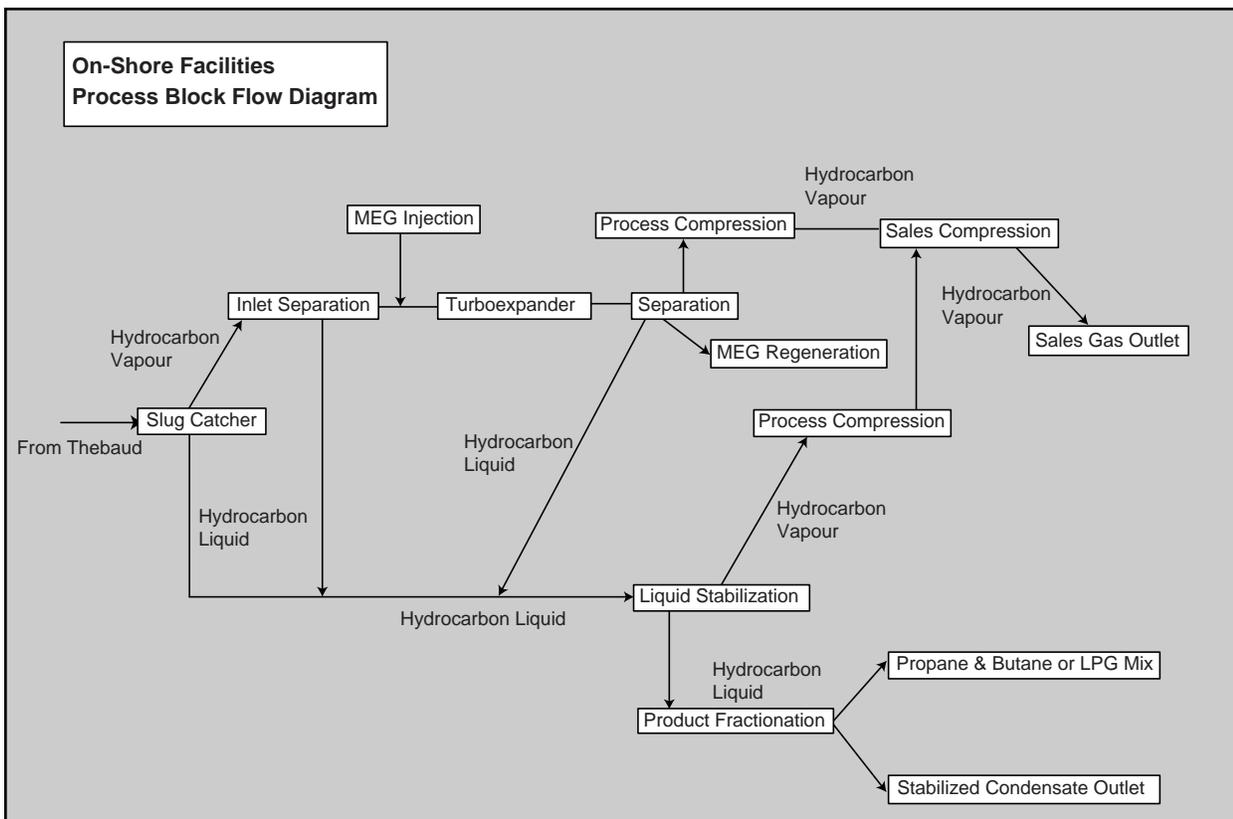 On-Shore Facilities
Process Block Flow Diagram
Hydrocarbon
Vapour
MEG Injection
Process Compression
Sales Compression
Inlet Separation
Turboexpander
Separation
Hydrocarbon
Vapour
Hydrocarbon
Vapour
Sales Gas Outlet
MEG Regeneration
Slug Catcher
Process Compression
From Thebaud
Hydrocarbon
Liquid
Hydrocarbon
Liquid
Hydrocarbon
Vapour
Liquid Stabilization
Hydrocarbon Liquid
Hydrocarbon
Liquid
Propane & Butane or LPG Mix
Product Fractionation
Stabilized Condensate Outlet